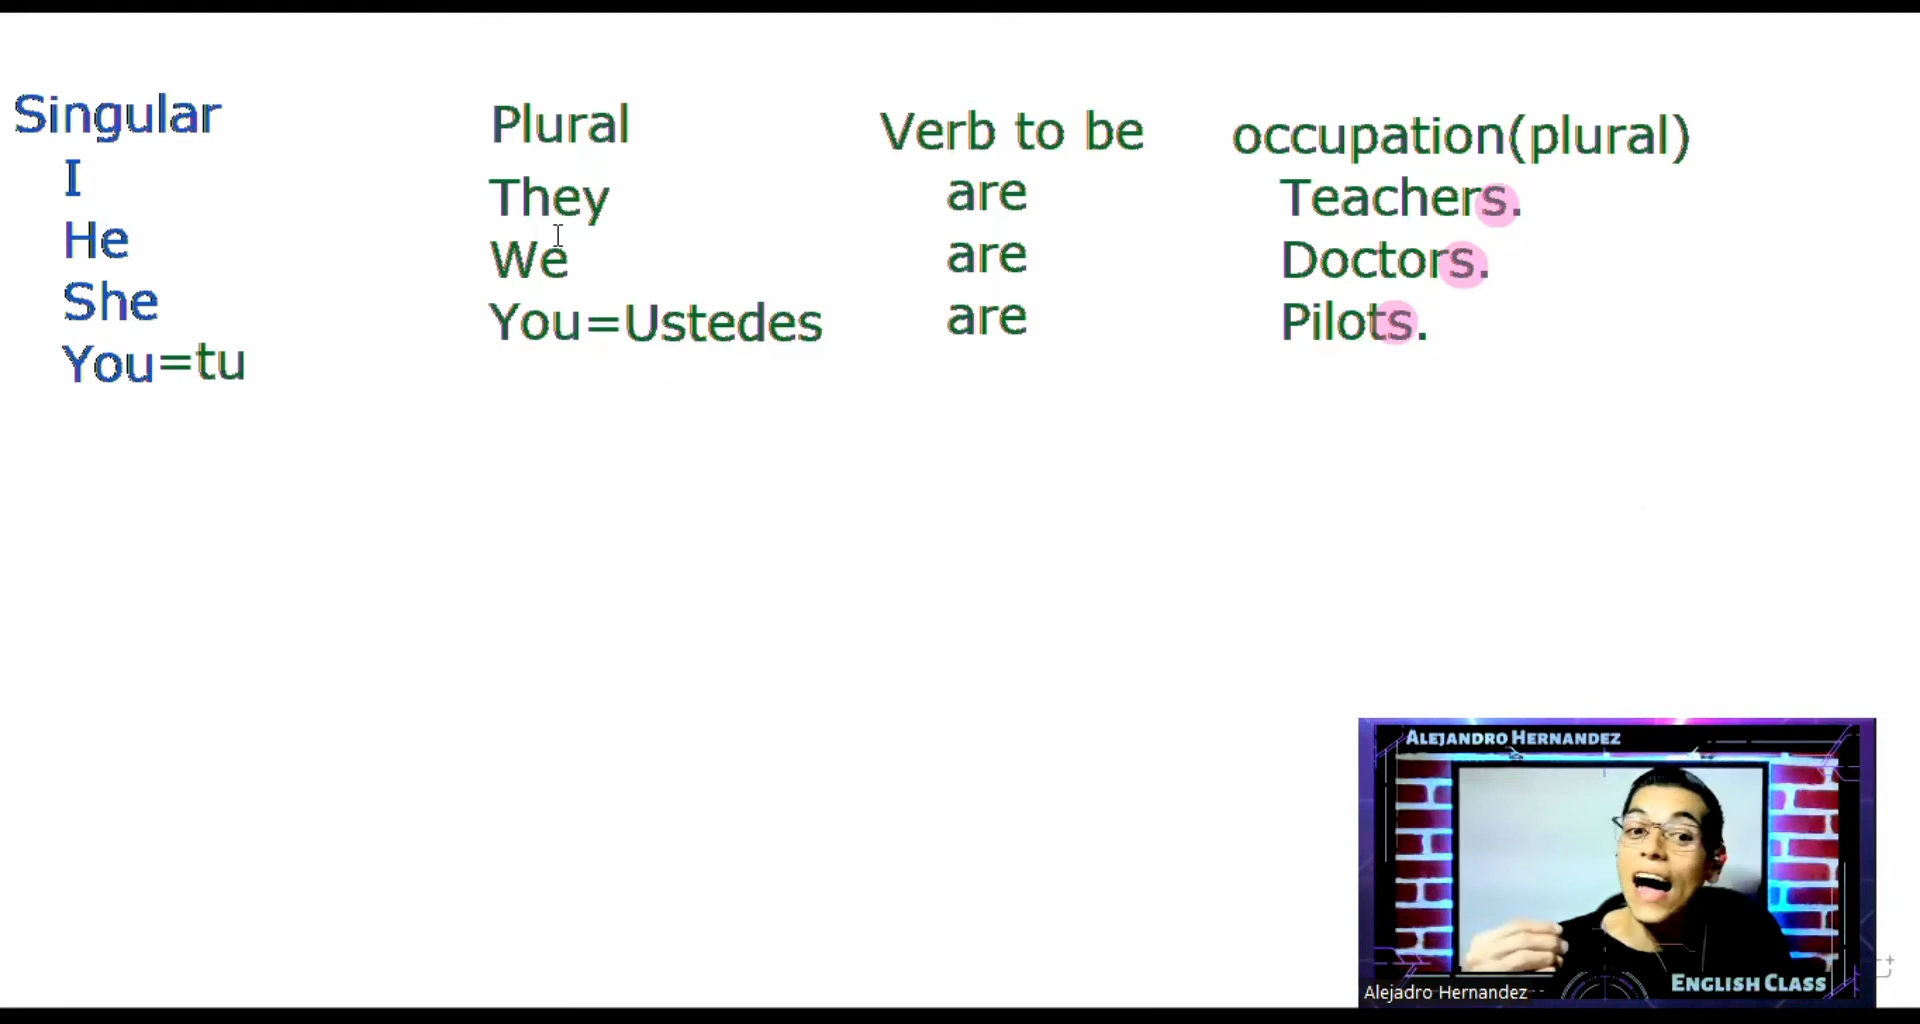 Singular
I
He
She
You=tu
Plural
They
We
You=Ustedes
Verb to be
are
are
are
occupation(plural)
Teachers.
Doctors.
Pilots.
ALEJANDRO HERNANDEZ
ENGLISH CLASS
Alejadro Hernandez